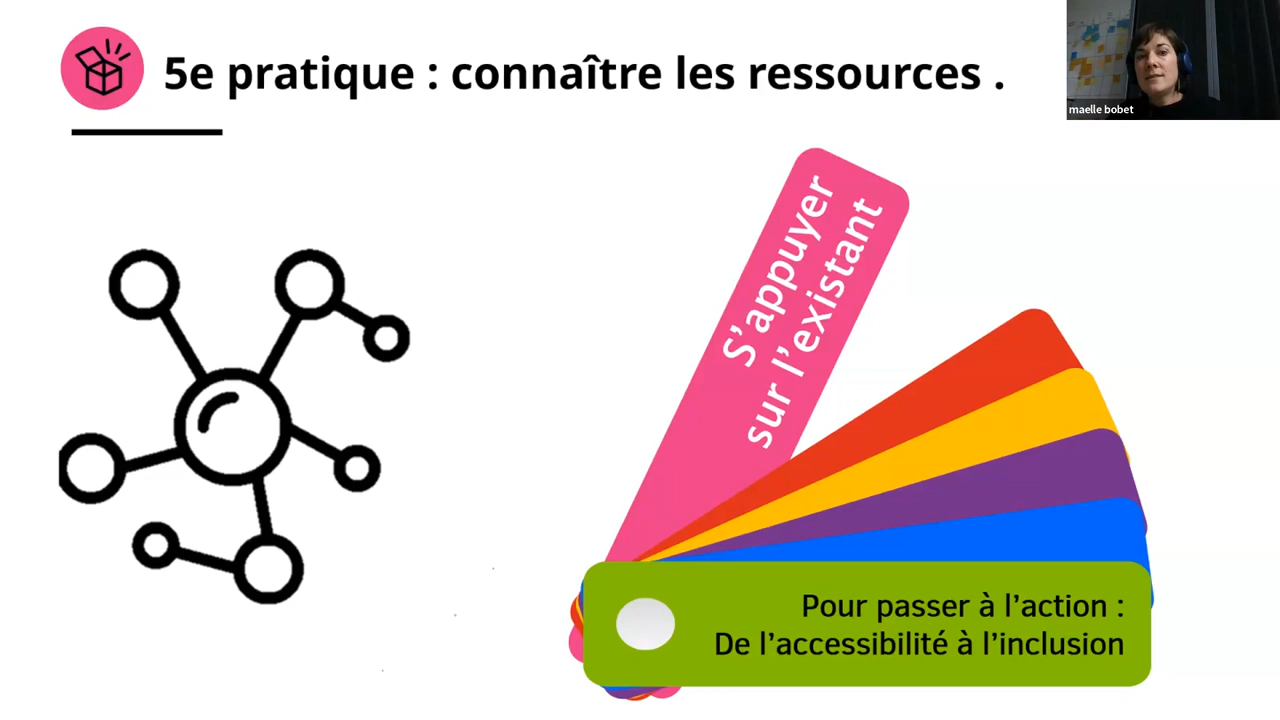 5e pratique : connaître les ressources .
maelle bobet
S'appuyer
sur l'existant
Pour passer à l'action :
De l'accessibilité à l'inclusion